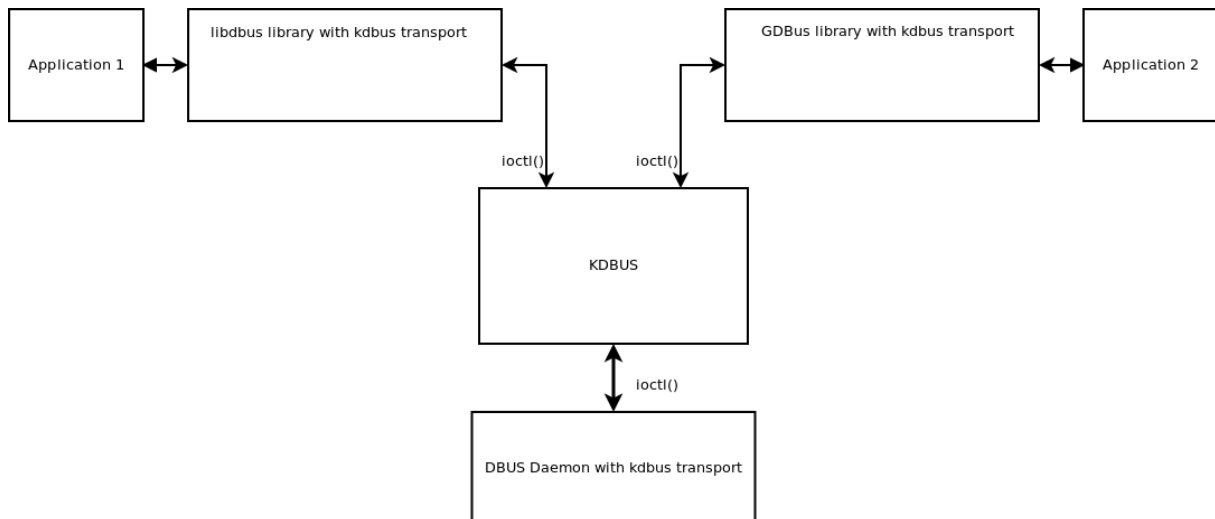 libdbus library with kdbus transport
GDBus library with kdbus transport
Application 1
Application 2
ioctl()
ioctl()
KDBUS
ioctl()
DBUS Daemon with kdbus transport